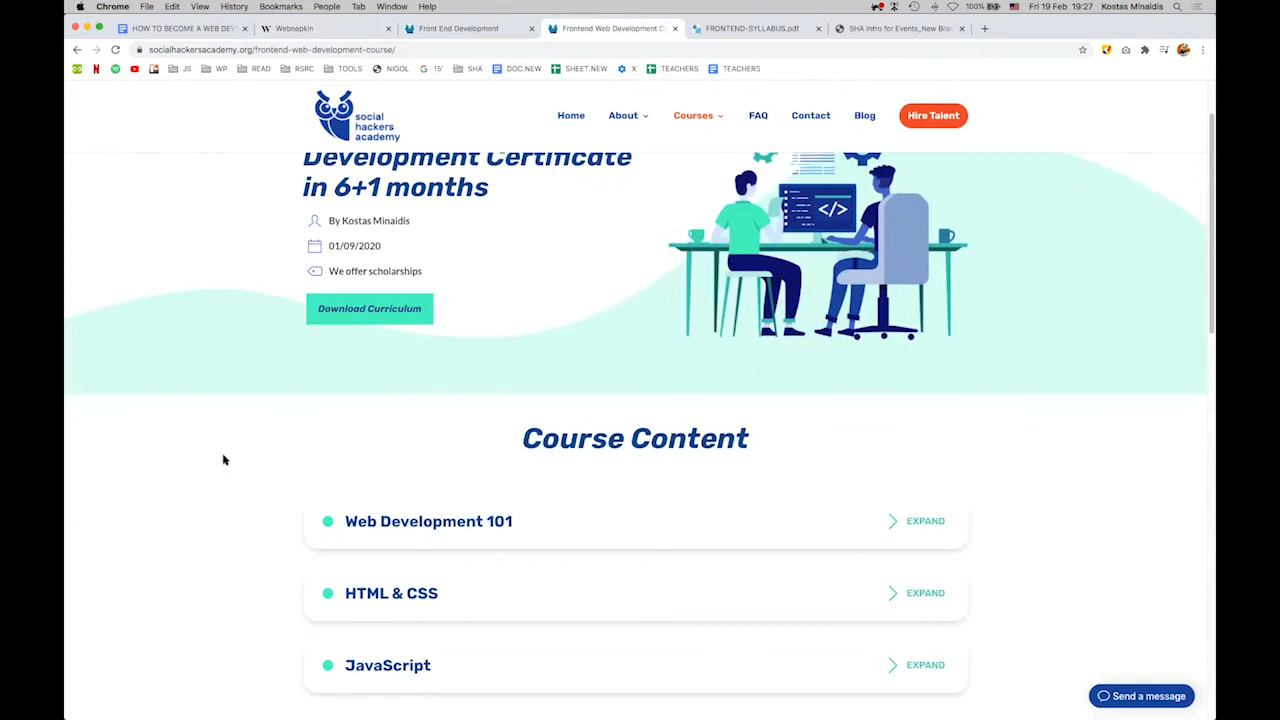 Chrome File Edit View History Bookmarks People Tab Window Help 100% Fri 19 Feb 19:27 Kostas Minaidis
HOW TO BECOME A WEB DEV Webnapkin Front End Development Frontend Web Development C FRONTEND-SYLLABUS.pdf SHA Intro for Events_New Bran
socialhackersacademy.org/frontend-web-development-course/
JS WP READ RSRC TOOLS NIGOL 15' SHA DOC.NEW SHEET.NEW X TEACHERS TEACHERS
social
hackers
academy
Home About Courses FAQ Contact Blog Hire Talent
Development Certificate
in 6+1 months
By Kostas Minaidis
01/09/2020
We offer scholarships
Download Curriculum
</>
Course Content
Web Development 101 EXPAND
HTML & CSS EXPAND
JavaScript EXPAND
Send a message